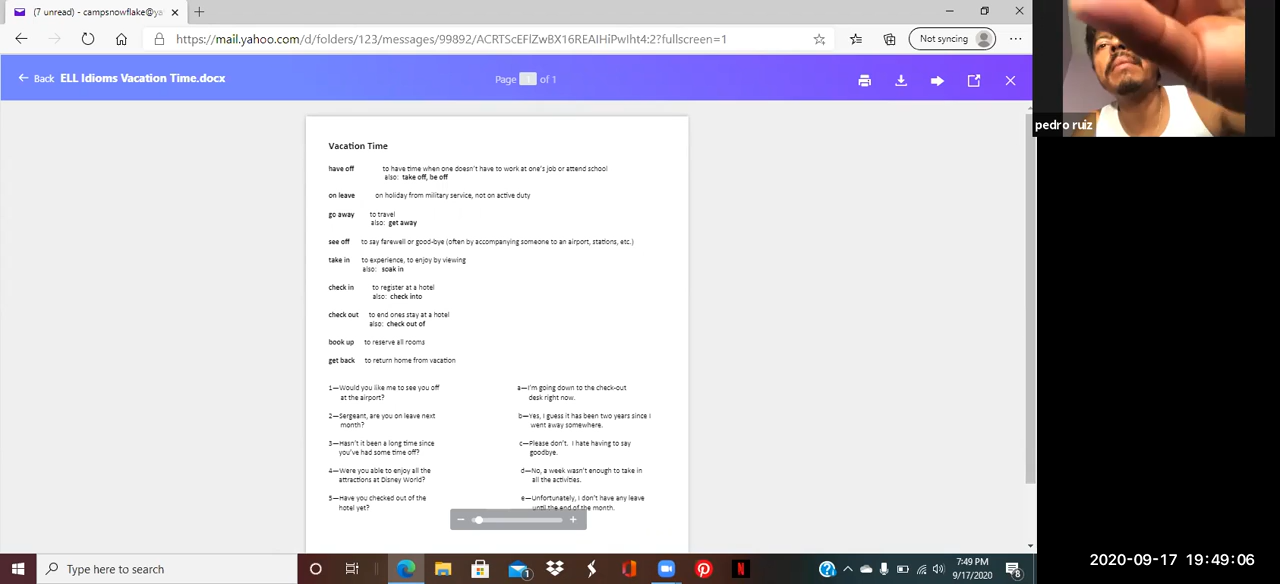 (7 unread) - campsnowflake@ya
https://mail.yahoo.com/d/folders/123/messages/99892/ACRTScEFlZwBX16REAIHiPwIht4:2?fullscreen=1
Not syncing
Back ELL Idioms Vacation Time.docx
Page 1 of 1
pedro ruiz
Vacation Time
have off to have time when one doesn't have to work at one's job or attend school
also: take off, be off
on leave on holiday from military service, not on active duty
go away to travel
also: get away
see off to say farewell or good-bye (often by accompanying someone to an airport, stations, etc.)
take in to experience, to enjoy by viewing
also: soak in
check in to register at a hotel
also: check into
check out to end ones stay at a hotel
also: check out of
book up to reserve all rooms
get back to return home from vacation
1—Would you like me to see you off
at the airport?
2—Sergeant, are you on leave next
month?
3—Hasn't it been a long time since
you've had some time off?
4—Were you able to enjoy all the
attractions at Disney World?
5—Have you checked out of the
hotel yet?
a—I'm going down to the check-out
desk right now.
b—Yes, I guess it has been two years since I
went away somewhere.
c—Please don't. I hate having to say
goodbye.
d—No, a week wasn't enough to take in
all the activities.
e—Unfortunately, I don't have any leave
until the end of the month.
Type here to search
1
7:49 PM
9/17/2020
8
2020-09-17 19:49:06